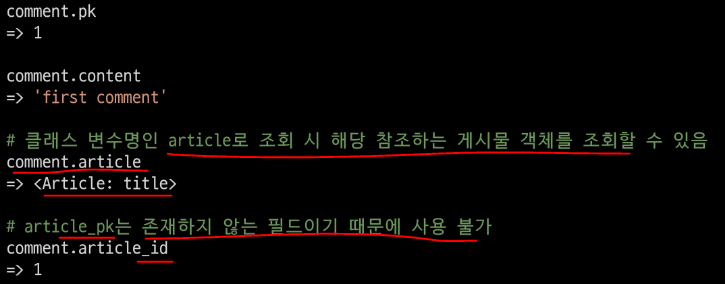 comment.pk
=> 1
comment.content
=> 'first comment'
# 클래스 변수명인 article로 조회 시 해당 참조하는 게시물 객체를 조회할 수 있음
comment.article
=> <Article: title>
# article_pk는 존재하지 않는 필드이기 때문에 사용 불가
comment.article_id
=> 1